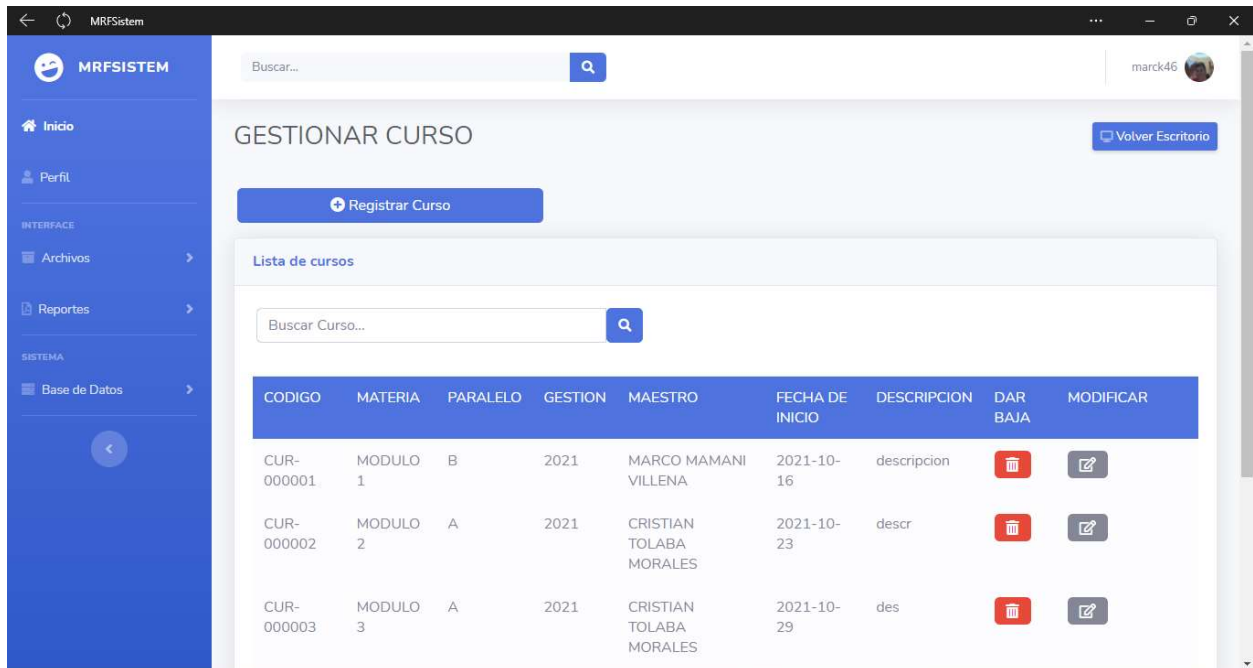 MRFSistem
MRFSISTEM
Buscar...
marck46
Inicio
Perfil
INTERFACE
Archivos
Reportes
SISTEMA
Base de Datos
GESTIONAR CURSO
Volver Escritorio
Registrar Curso
Lista de cursos
Buscar Curso...
CODIGO MATERIA PARALELO GESTION MAESTRO FECHA DE DESCRIPCION DAR MODIFICAR
INICIO BAJA
CUR- MODULO B 2021 MARCO MAMANI 2021-10- descripcion
000001 1 VILLENA 16
CUR- MODULO A 2021 CRISTIAN 2021-10- descr
000002 2 TOLABA 23
MORALES
CUR- MODULO A 2021 CRISTIAN 2021-10- des
000003 3 TOLABA 29
MORALES